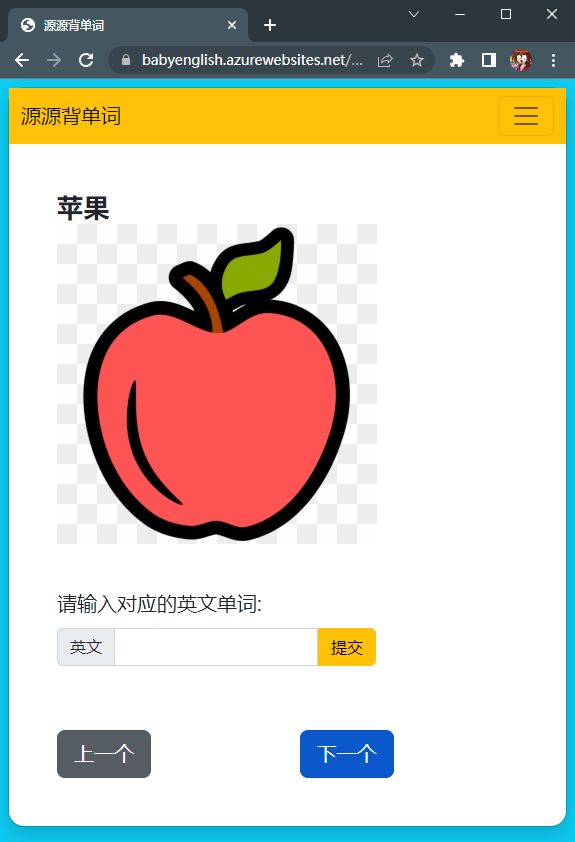 源源背单词
babyenglish.azurewebsites.net/...
源源背单词
苹果
请输入对应的英文单词:
英文
提交
上一个
下一个